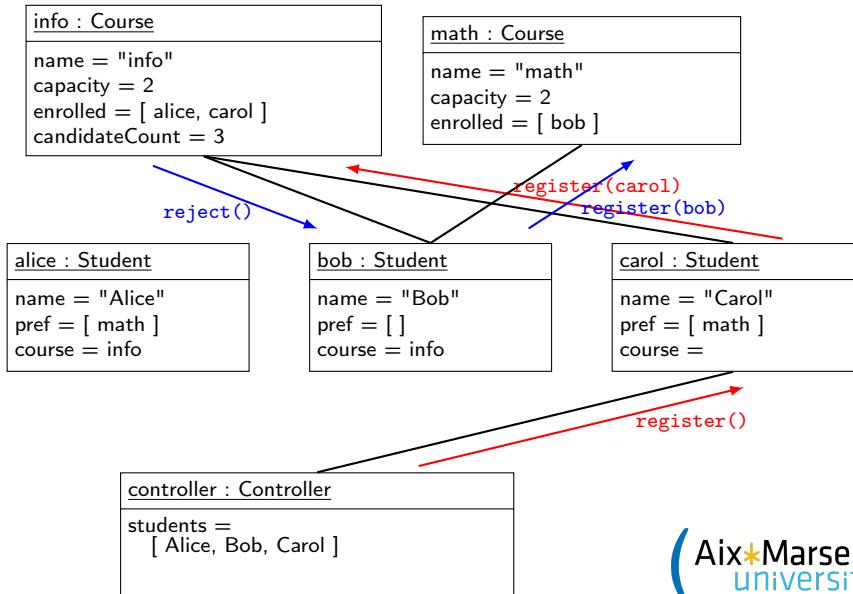 info : Course
name = "info"
capacity = 2
enrolled = [ alice, carol ]
candidateCount = 3
math : Course
name = "math"
capacity = 2
enrolled = [ bob ]
register(carol)
reject()
register(bob)
alice : Student
name = "Alice"
pref = [ math ]
course = info
bob : Student
name = "Bob"
pref = [ ]
course = info
carol : Student
name = "Carol"
pref = [ math ]
course =
register()
controller : Controller
students =
[ Alice, Bob, Carol ]
Aix*Marse
universit